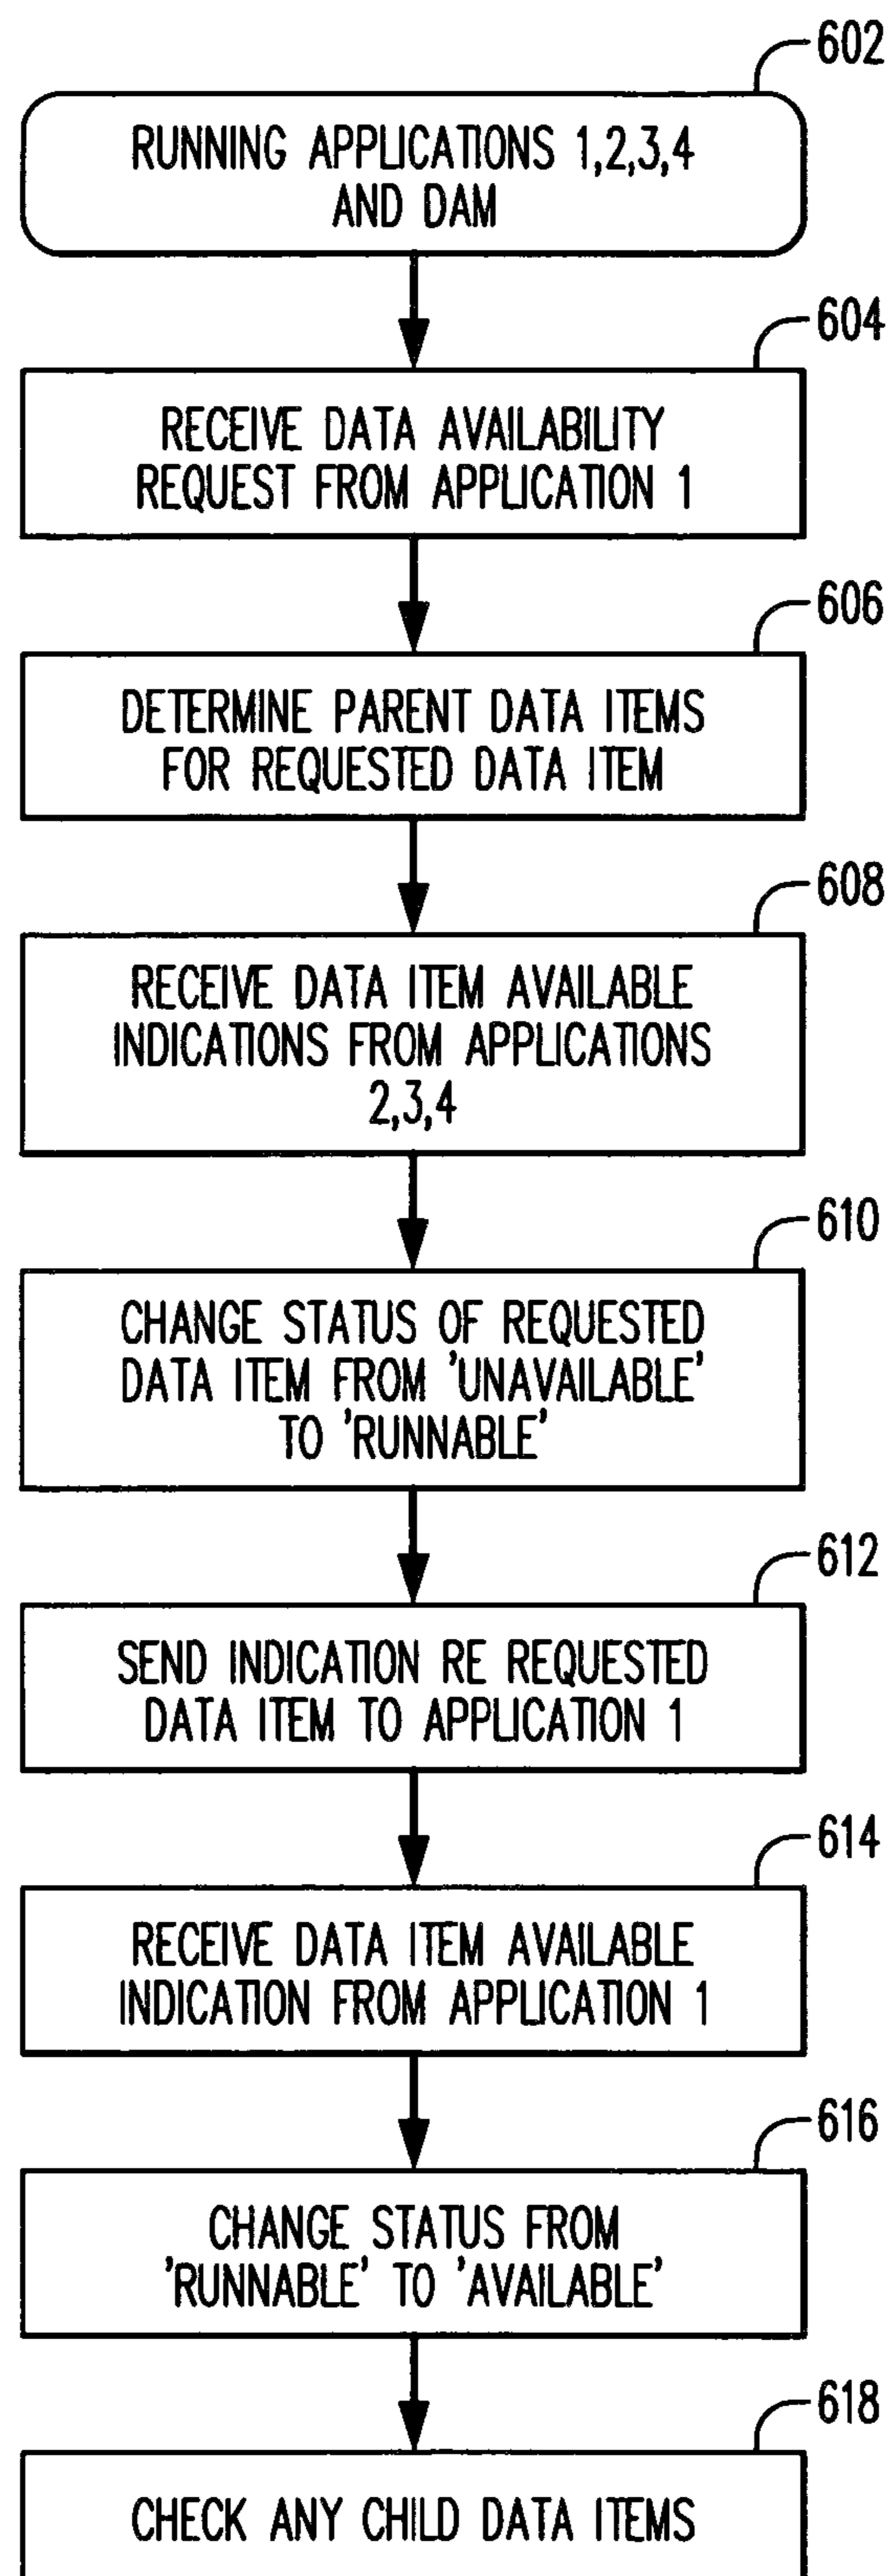 602
RUNNING APPLICATIONS 1,2,3,4
AND DAM
604
RECEIVE DATA AVAILABILITY
REQUEST FROM APPLICATION 1
606
DETERMINE PARENT DATA ITEMS
FOR REQUESTED DATA ITEM
608
RECEIVE DATA ITEM AVAILABLE
INDICATIONS FROM APPLICATIONS
2,3,4
610
CHANGE STATUS OF REQUESTED
DATA ITEM FROM 'UNAVAILABLE'
TO 'RUNNABLE'
612
SEND INDICATION RE REQUESTED
DATA ITEM TO APPLICATION 1
614
RECEIVE DATA ITEM AVAILABLE
INDICATION FROM APPLICATION 1
616
CHANGE STATUS FROM
'RUNNABLE' TO 'AVAILABLE'
618
CHECK ANY CHILD DATA ITEMS